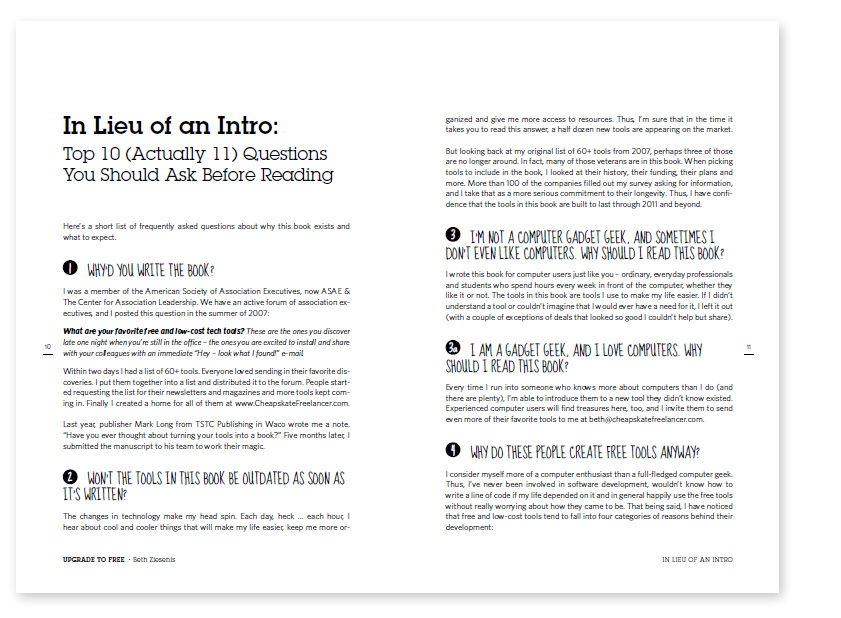 In Lieu of an Intro:
Top 10 (Actually 11) Questions
You Should Ask Before Reading
Here's a short list of frequently asked questions about why this book exists and
what to expect.
1 WHY'D YOU WRITE THE BOOK?
I was a member of the American Society of Association Executives, now ASAE &
The Center for Association Leadership. We have an active forum of association ex-
ecutives, and I posted this question in the summer of 2007:
What are your favorite free and low-cost tech tools? These are the ones you discover
late one night when you're still in the office – the ones you are excited to install and share
with your colleagues with an immediate "Hey – look what I found!" e-mail.
10
Within two days I had a list of 60+ tools. Everyone loved sending in their favorite dis-
coveries. I put them together into a list and distributed it to the forum. People start-
ed requesting the list for their newsletters and magazines and more tools kept com-
ing in. Finally I created a home for all of them at www.CheapskateFreelancer.com.
Last year, publisher Mark Long from TSTC Publishing in Waco wrote me a note.
"Have you ever thought about turning your tools into a book?" Five months later, I
submitted the manuscript to his team to work their magic.
2 WON'T THE TOOLS IN THIS BOOK BE OUTDATED AS SOON AS
IT'S WRITTEN?
The changes in technology make my head spin. Each day, heck ... each hour, I
hear about cool and cooler things that will make my life easier, keep me more or-
UPGRADE TO FREE · Beth Ziesenis
ganized and give me more access to resources. Thus, I'm sure that in the time it
takes you to read this answer, a half dozen new tools are appearing on the market.
But looking back at my original list of 60+ tools from 2007, perhaps three of those
are no longer around. In fact, many of those veterans are in this book. When picking
tools to include in the book, I looked at their history, their funding, their plans and
more. More than 100 of the companies filled out my survey asking for information,
and I take that as a more serious commitment to their longevity. Thus, I have confi-
dence that the tools in this book are built to last through 2011 and beyond.
3 I'M NOT A COMPUTER GADGET GEEK, AND SOMETIMES I
DON'T EVEN LIKE COMPUTERS. WHY SHOULD I READ THIS BOOK?
I wrote this book for computer users just like you – ordinary, everyday professionals
and students who spend hours every week in front of the computer, whether they
like it or not. The tools in this book are tools I use to make my life easier. If I didn't
understand a tool or couldn't imagine that I would ever have a need for it, I left it out
(with a couple of exceptions of deals that looked so good I couldn't help but share).
3a I AM A GADGET GEEK, AND I LOVE COMPUTERS. WHY
SHOULD I READ THIS BOOK?
11
Every time I run into someone who knows more about computers than I do (and
there are plenty), I'm able to introduce them to a new tool they didn't know existed.
Experienced computer users will find treasures here, too, and I invite them to send
even more of their favorite tools to me at beth@cheapskatefreelancer.com.
4 WHY DO THESE PEOPLE CREATE FREE TOOLS ANYWAY?
I consider myself more of a computer enthusiast than a full-fledged computer geek.
Thus, I've never been involved in software development, wouldn't know how to
write a line of code if my life depended on it and in general happily use the free tools
without really worrying about how they came to be. That being said, I have noticed
that free and low-cost tools tend to fall into four categories of reasons behind their
development:
IN LIEU OF AN INTRO